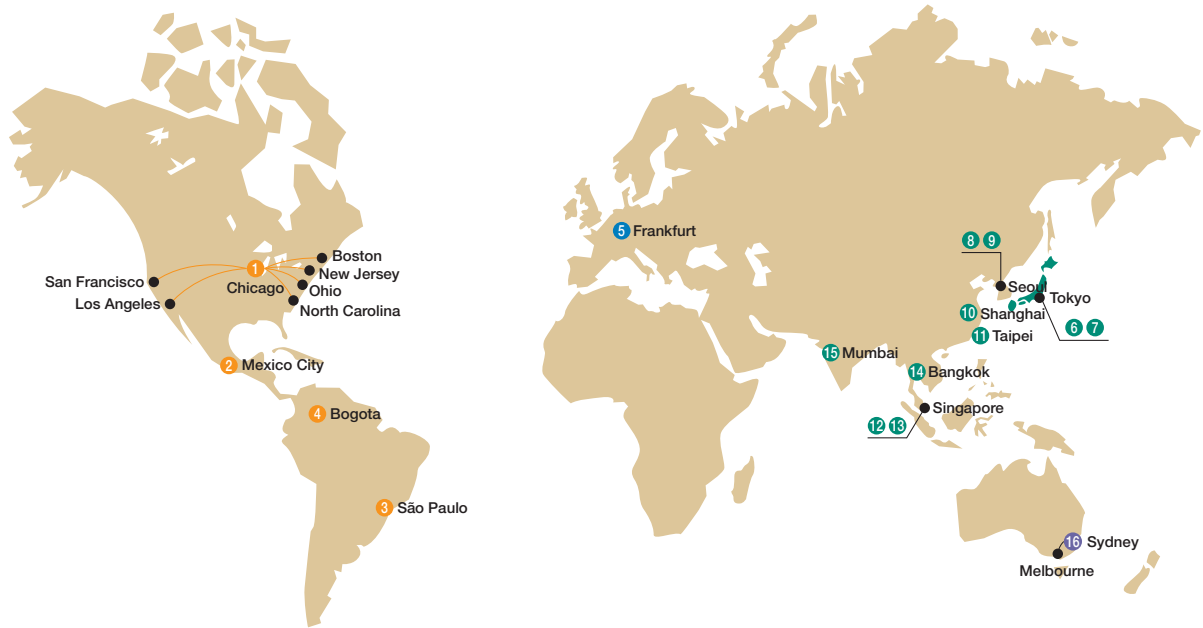 San Francisco
Los Angeles
1
Chicago
Boston
New Jersey
Ohio
North Carolina
2 Mexico City
4 Bogota
3 São Paulo
5 Frankfurt
8 9
Seoul
Tokyo
6 7
10 Shanghai
11 Taipei
15 Mumbai
14 Bangkok
Singapore
12 13
16 Sydney
Melbourne